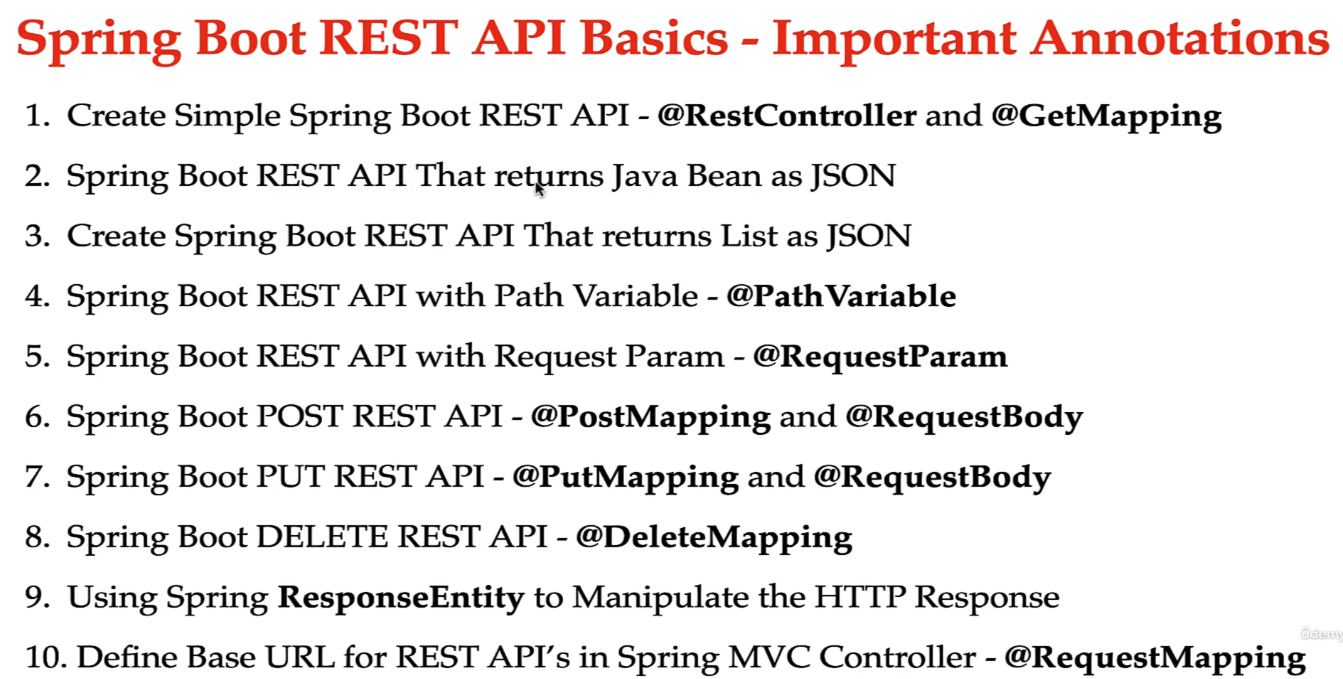 Spring Boot REST API Basics - Important Annotations
1. Create Simple Spring Boot REST API - @RestController and @GetMapping
2. Spring Boot REST API That returns Java Bean as JSON
3. Create Spring Boot REST API That returns List as JSON
4. Spring Boot REST API with Path Variable - @PathVariable
5. Spring Boot REST API with Request Param - @RequestParam
6. Spring Boot POST REST API - @PostMapping and @RequestBody
7. Spring Boot PUT REST API - @PutMapping and @RequestBody
8. Spring Boot DELETE REST API - @DeleteMapping
9. Using Spring ResponseEntity to Manipulate the HTTP Response
ûdemy
10. Define Base URL for REST API's in Spring MVC Controller - @RequestMapping